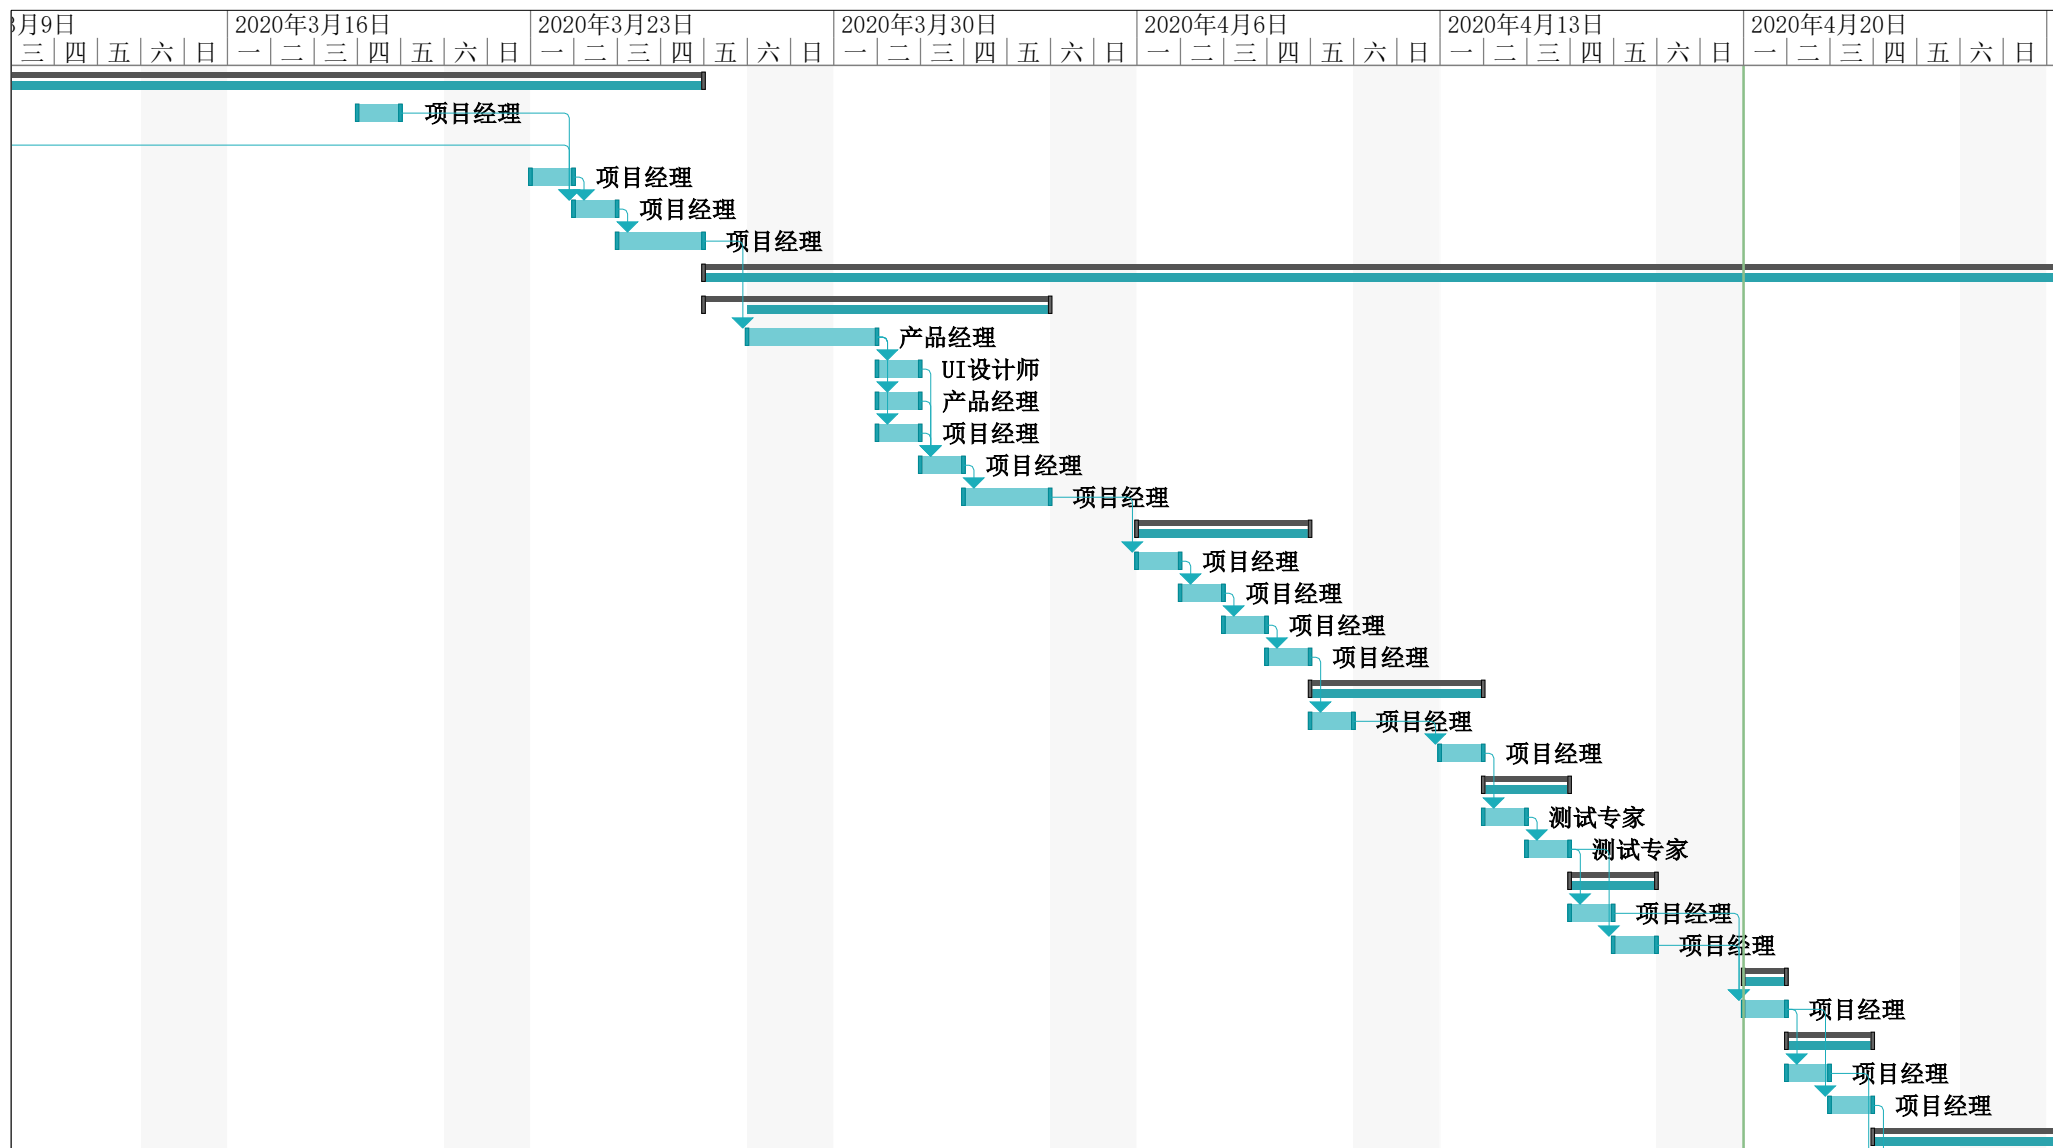 3月9日 2020年3月16日 2020年3月23日 2020年3月30日 2020年4月6日 2020年4月13日 2020年4月20日
三 四 五 六 日 一 二 三 四 五 六 日 一 二 三 四 五 六 日 一 二 三 四 五 六 日 一 二 三 四 五 六 日 一 二 三 四 五 六 日 一 二 三 四 五 六 日
项目经理
项目经理
项目经理
项目经理
产品经理
UI设计师
产品经理
项目经理
项目经理
项目经理
项目经理
项目经理
项目经理
项目经理
项目经理
项目经理
测试专家
测试专家
项目经理
项目经理
项目经理
项目经理
项目经理